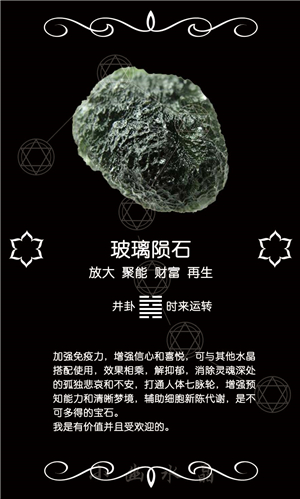 玻璃陨石
放大 聚能 财富 再生
井卦 时来运转
加强免疫力，增强信心和喜悦，可与其他水晶
搭配使用，效果相乘，解抑郁，消除灵魂深处
的孤独悲哀和不安，打通人体七脉轮，增强预
知能力和清晰梦境，辅助细胞新陈代谢，是不
可多得的宝石。
我是有价值并且受欢迎的。